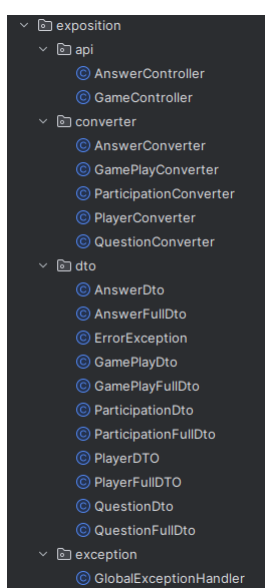 exposition
api
AnswerController
GameController
converter
AnswerConverter
GamePlayConverter
ParticipationConverter
PlayerConverter
QuestionConverter
dto
AnswerDto
AnswerFullDto
ErrorException
GamePlayDto
GamePlayFullDto
ParticipationDto
ParticipationFullDto
PlayerDTO
PlayerFullDTO
QuestionDto
QuestionFullDto
exception
GlobalExceptionHandler